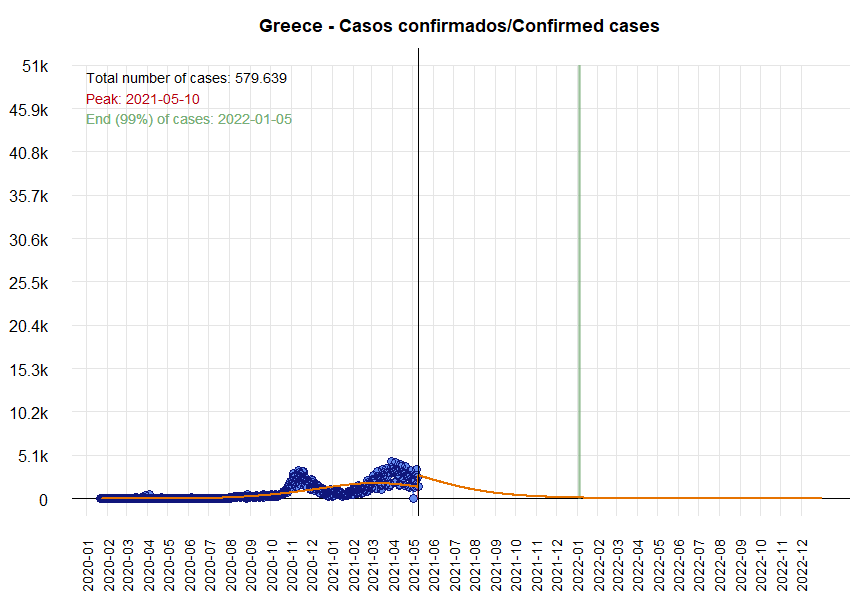 Greece - Casos confirmados/Confirmed cases
51k
45.9k
40.8k
35.7k
30.6k
25.5k
20.4k
15.3k
10.2k
5.1k
0
Total number of cases: 579.639
Peak: 2021-05-10
End (99%) of cases: 2022-01-05
2020-01
2020-02
2020-03
2020-04
2020-05
2020-06
2020-07
2020-08
2020-09
2020-10
2020-11
2020-12
2021-01
2021-02
2021-03
2021-04
2021-05
2021-06
2021-07
2021-08
2021-09
2021-10
2021-11
2021-12
2022-01
2022-02
2022-03
2022-04
2022-05
2022-06
2022-07
2022-08
2022-09
2022-10
2022-11
2022-12